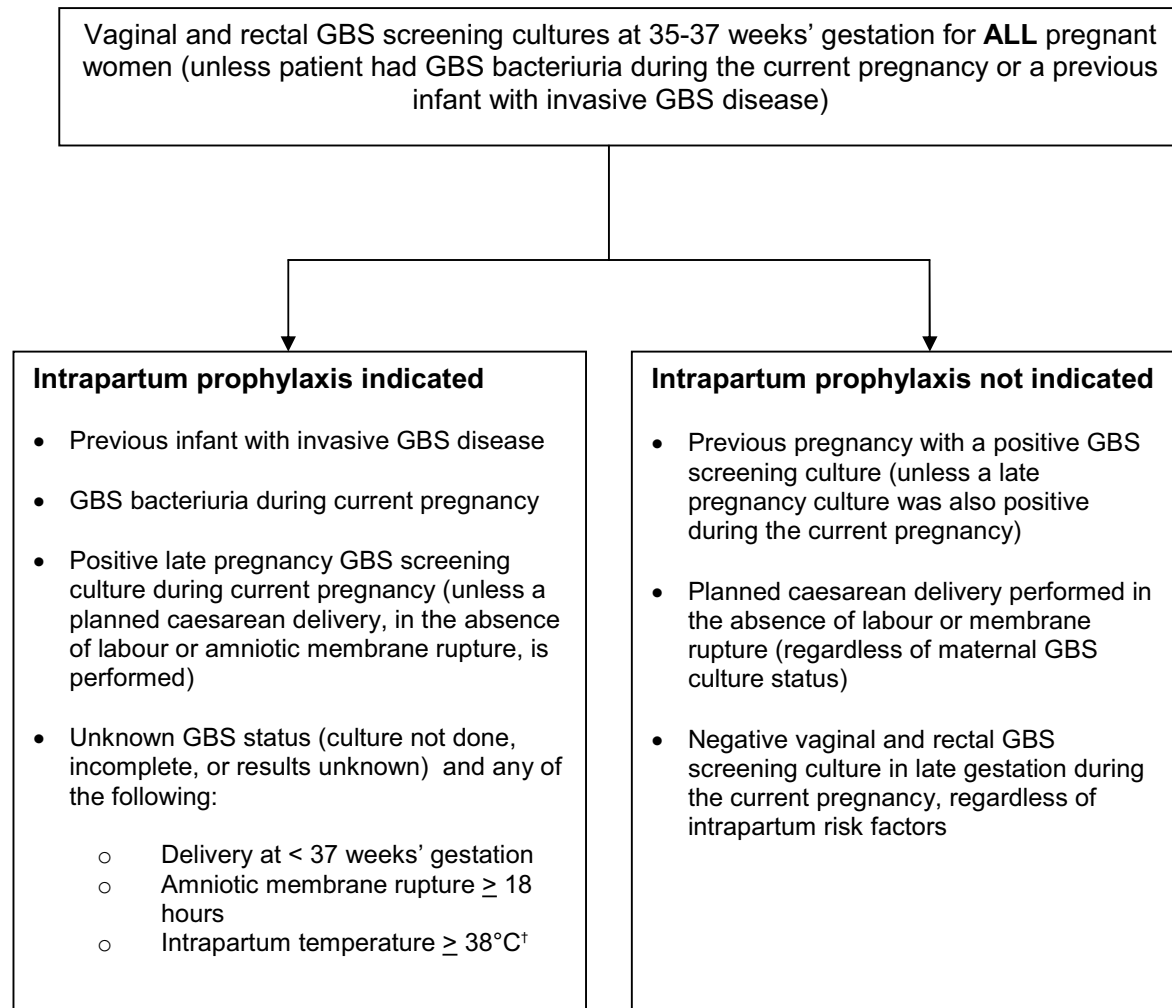 Vaginal and rectal GBS screening cultures at 35-37 weeks’ gestation for ALL pregnant
women (unless patient had GBS bacteriuria during the current pregnancy or a previous
infant with invasive GBS disease)
Intrapartum prophylaxis indicated
• Previous infant with invasive GBS disease
• GBS bacteriuria during current pregnancy
• Positive late pregnancy GBS screening
culture during current pregnancy (unless a
planned caesarean delivery, in the absence
of labour or amniotic membrane rupture, is
performed)
• Unknown GBS status (culture not done,
incomplete, or results unknown) and any of
the following:
o Delivery at < 37 weeks’ gestation
o Amniotic membrane rupture ≥ 18
hours
o Intrapartum temperature ≥ 38°C†
Intrapartum prophylaxis not indicated
• Previous pregnancy with a positive GBS
screening culture (unless a late
pregnancy culture was also positive
during the current pregnancy)
• Planned caesarean delivery performed in
the absence of labour or membrane
rupture (regardless of maternal GBS
culture status)
• Negative vaginal and rectal GBS
screening culture in late gestation during
the current pregnancy, regardless of
intrapartum risk factors